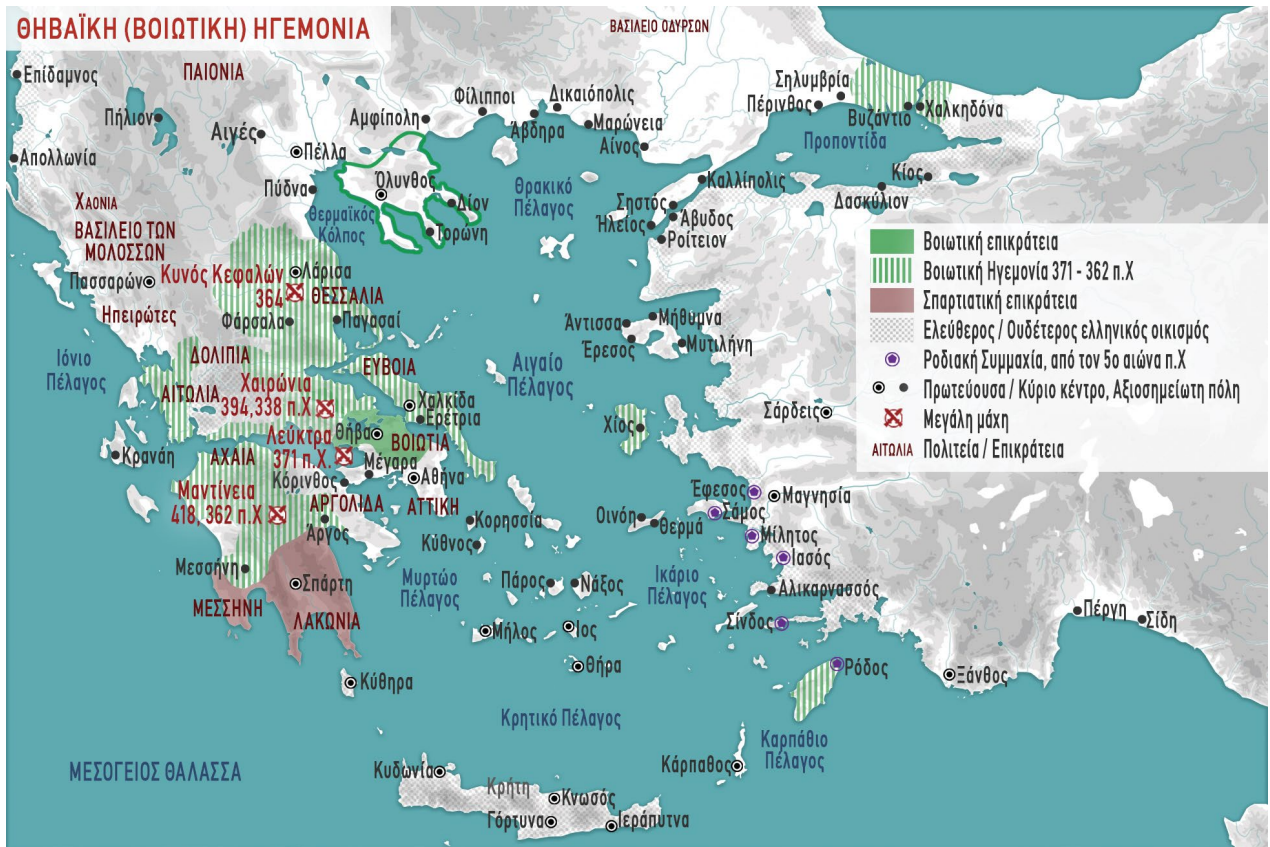 ΘΗΒΑΪΚΗ (ΒΟΙΩΤΙΚΗ) ΗΓΕΜΟΝΙΑ
ΒΑΣΙΛΕΙΟ ΟΔΥΡΣΩΝ
Επίδαμνος
ΠΑΙΟΝΙΑ
Πήλιον
Αιγές
Απολλωνία
Πέλλα
Πύδνα
Αμφίπολη
Φίλιπποι
Δικαιόπολις
Άβδηρα
Μαρώνεια
Αίνος
Σηλυμβρία
Πέρινθος
Βυζάντιο
Χαλκηδόνα
Προποντίδα
Κίος
Δασκύλιον
Καλλίπολις
Σηστός
Άβυδος
Ηλείος
Ροίτειον
Όλυνθος
Δίον
Τορώνη
Θερμαϊκός
Κόλπος
Θρακικό
Πέλαγος
ΧΑΟΝΙΑ
ΒΑΣΙΛΕΙΟ ΤΩΝ
ΜΟΛΟΣΣΩΝ
Πασσαρών
Ηπειρώτες
Κυνός Κεφαλών
364
Λάρισα
ΘΕΣΣΑΛΙΑ
Φάρσαλα
Παγασαί
Ιόνιο
Πέλαγος
ΔΟΛΙΠΙΑ
ΑΙΤΩΛΙΑ
ΕΥΒΟΙΑ
Χαιρώνια
394,338 π.Χ
Χαλκίδα
Ερέτρια
Λεύκτρα
371 π.Χ.
Θήβα
ΒΟΙΩΤΙΑ
Κρανάη
ΑΧΑΙΑ
Μέγαρα
Κόρινθος
Αθήνα
ΑΤΤΙΚΗ
Μαντίνεια
418, 362 π.Χ
ΑΡΓΟΛΙΔΑ
Άργος
Μεσσήνη
ΜΕΣΣΗΝΗ
Σπάρτη
ΛΑΚΩΝΙΑ
Κύθηρα
Αιγαίο
Πέλαγος
Άντισσα
Μήθυμνα
Έρεσος
Μυτιλήνη
Χίος
Σάρδεις
Έφεσος
Μαγνησία
Σάμος
Οινόη
Θερμά
Μίλητος
Ιασός
Αλικαρνασσός
Σίνδος
Ρόδος
Κορησσία
Κύθνος
Πάρος
Νάξος
Μυρτώο
Πέλαγος
Ικάριο
Πέλαγος
Μήλος
Ιος
Θήρα
Κρητικό Πέλαγος
Καρπάθιο
Πέλαγος
Κάρπαθος
Ξάνθος
Πέργη
Σίδη
ΜΕΣΟΓΕΙΟΣ ΘΑΛΑΣΣΑ
Κυδωνία
Κρήτη
Κνωσός
Γόρτυνα
Ιεράπυτνα
Βοιωτική επικράτεια
Βοιωτική Ηγεμονία 371 - 362 π.Χ
Σπαρτιατική επικράτεια
Ελεύθερος / Ουδέτερος ελληνικός οικισμός
Ροδιακή Συμμαχία, από τον 5ο αιώνα π.Χ
Πρωτεύουσα / Κύριο κέντρο, Αξιοσημείωτη πόλη
Μεγάλη μάχη
ΑΙΤΩΛΙΑ Πολιτεία / Επικράτεια